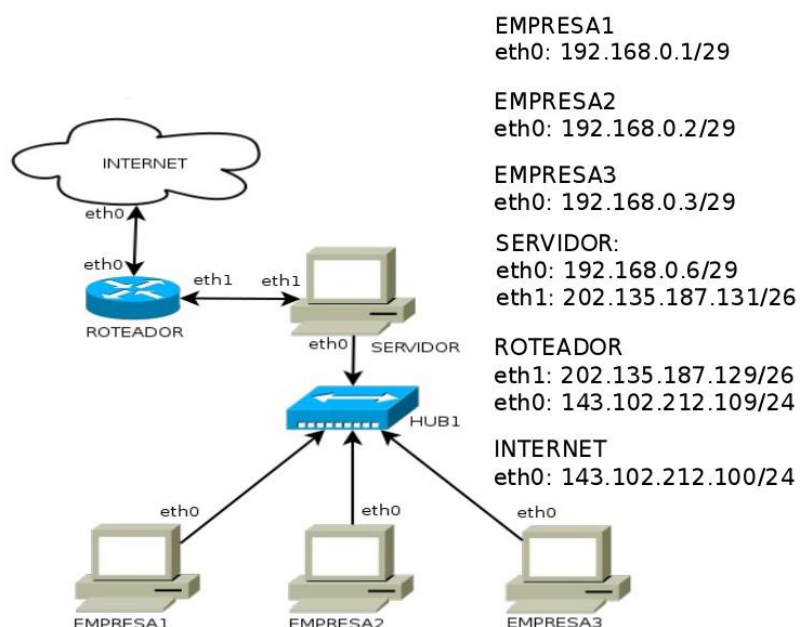 EMPRESA1
eth0: 192.168.0.1/29
EMPRESA2
eth0: 192.168.0.2/29
EMPRESA3
eth0: 192.168.0.3/29
SERVIDOR:
eth0: 192.168.0.6/29
eth1: 202.135.187.131/26
ROTEADOR
eth1: 202.135.187.129/26
eth0: 143.102.212.109/24
INTERNET
eth0: 143.102.212.100/24
INTERNET
eth0
eth0
eth1
eth1
ROTEADOR
eth0
SERVIDOR
HUB1
eth0
eth0
eth0
EMPRESA1
EMPRESA2
EMPRESA3